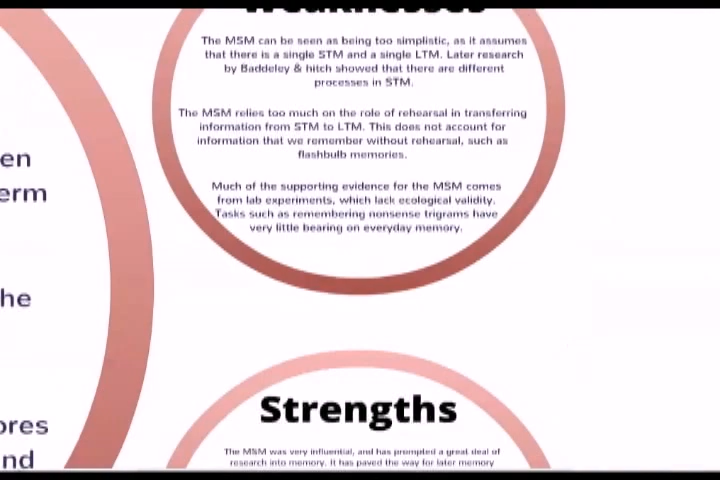 Weaknesses
The MSM can be seen as being too simplistic, as it assumes
that there is a single STM and a single LTM. Later research
by Baddeley & hitch showed that there are different
processes in STM.
The MSM relies too much on the role of rehearsal in transferring
information from STM to LTM. This does not account for
information that we remember without rehearsal, such as
flashbulb memories.
Much of the supporting evidence for the MSM comes
from lab experiments, which lack ecological validity.
Tasks such as remembering nonsense trigrams have
very little bearing on everyday memory.
en
erm
he
ores
nd
Strengths
The MSM was very influential, and has prompted a great deal of
research into memory. It has paved the way for later memory